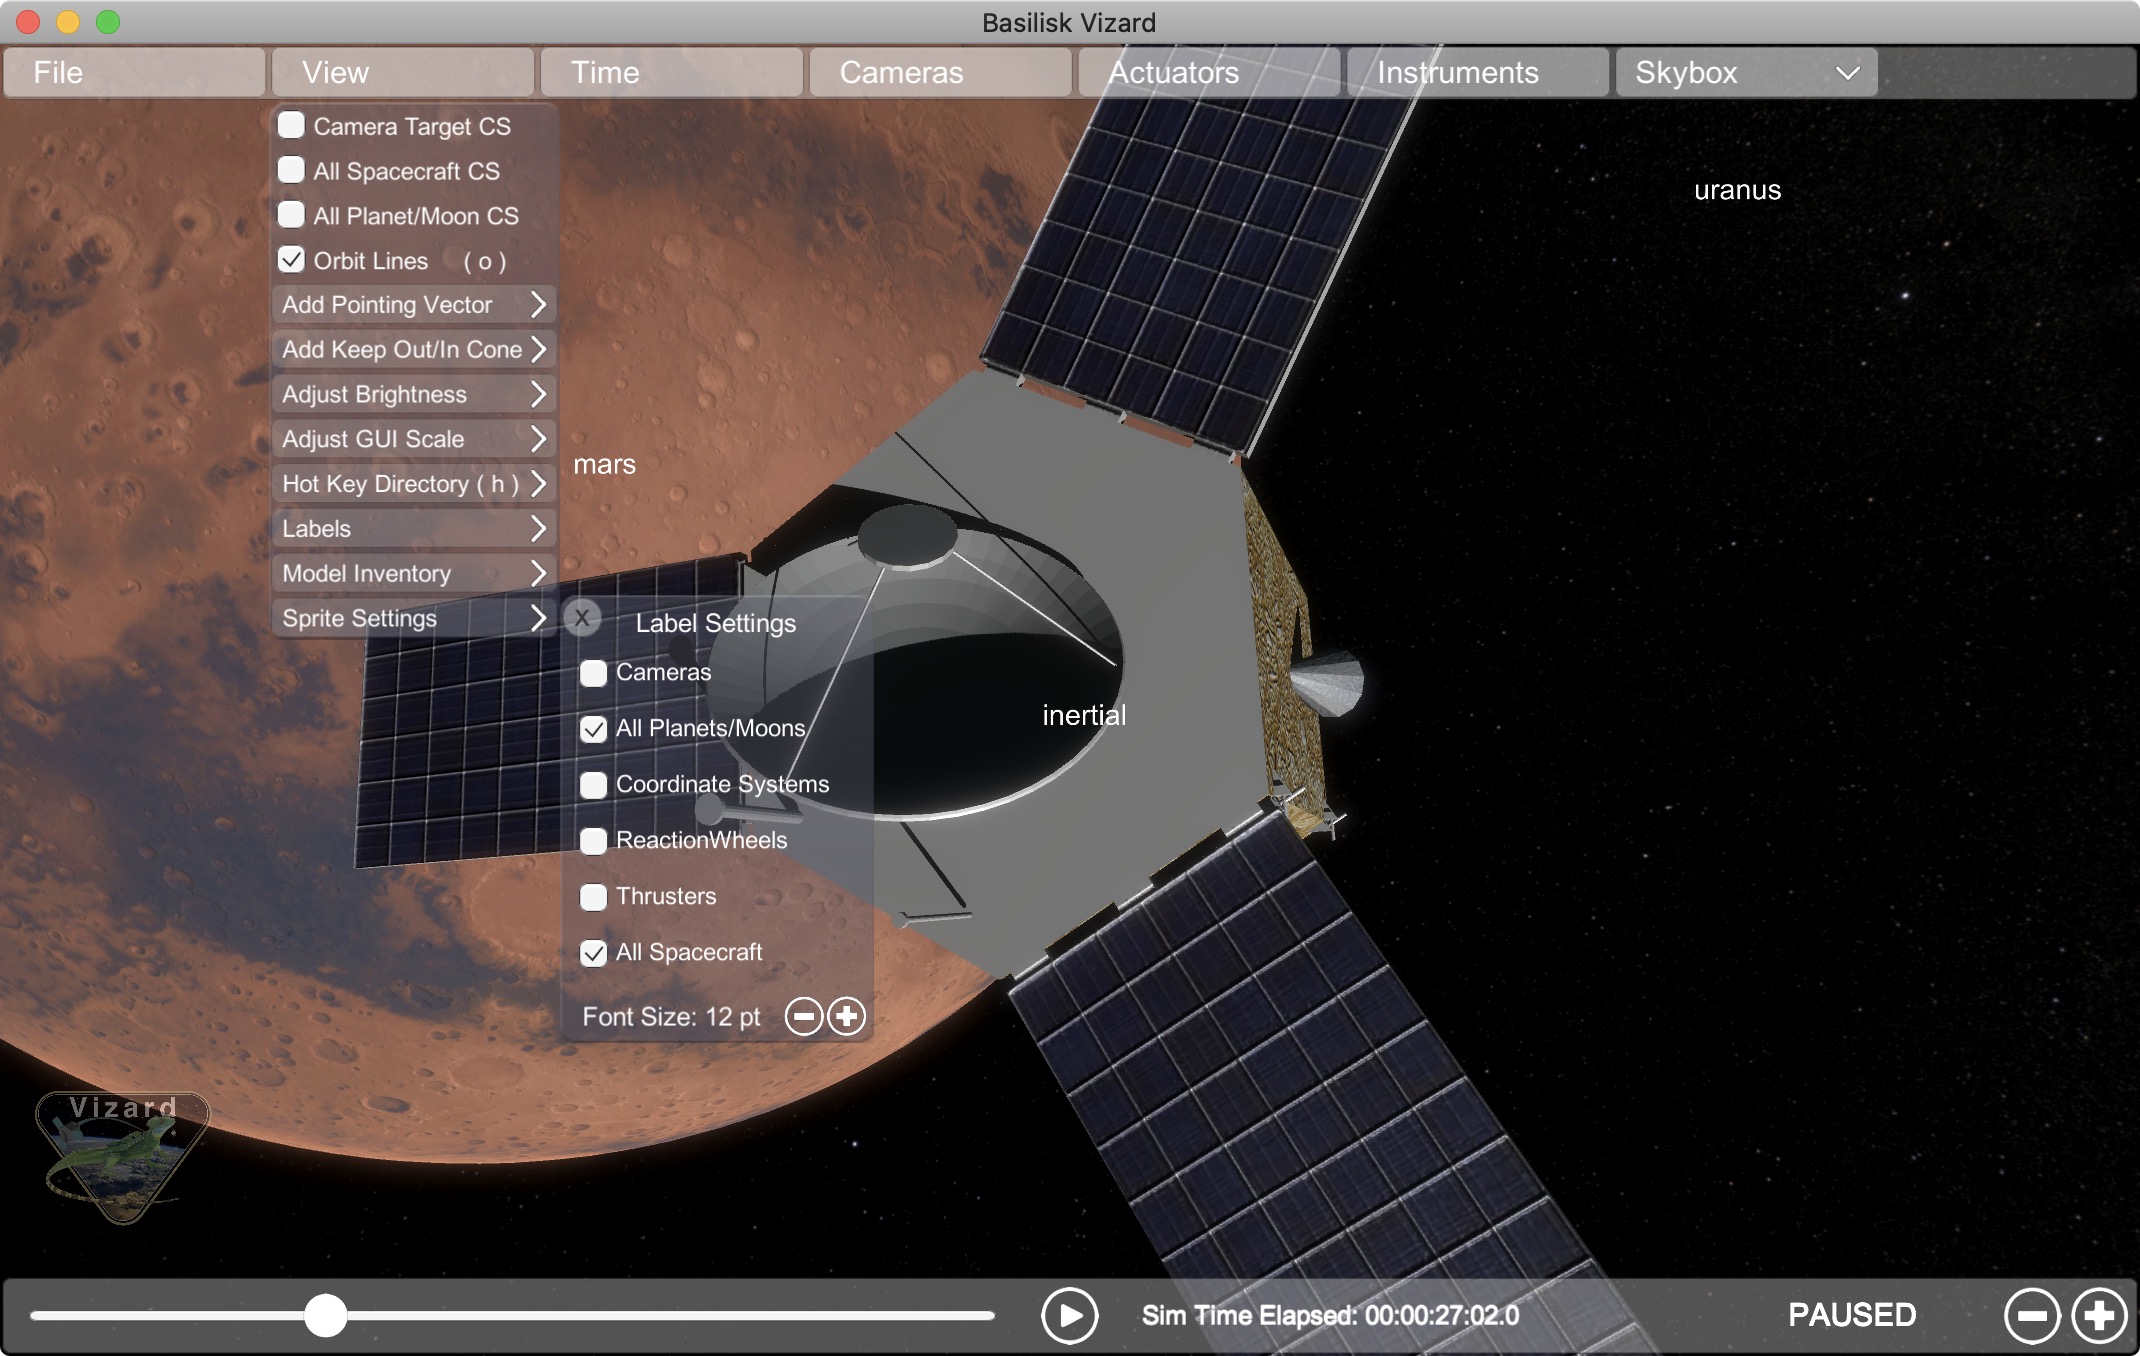 Basilisk Vizard
File View Time Cameras Actuators Instruments Skybox
Camera Target CS
All Spacecraft CS
All Planet/Moon CS
Orbit Lines ( o )
Add Pointing Vector
Add Keep Out/In Cone
Adjust Brightness
Adjust GUI Scale
Hot Key Directory ( h )
Labels
Model Inventory
Sprite Settings
X Label Settings
Cameras
All Planets/Moons
Coordinate Systems
ReactionWheels
Thrusters
All Spacecraft
Font Size: 12 pt
uranus
mars
inertial
Vizard
Sim Time Elapsed: 00:00:27:02.0 PAUSED